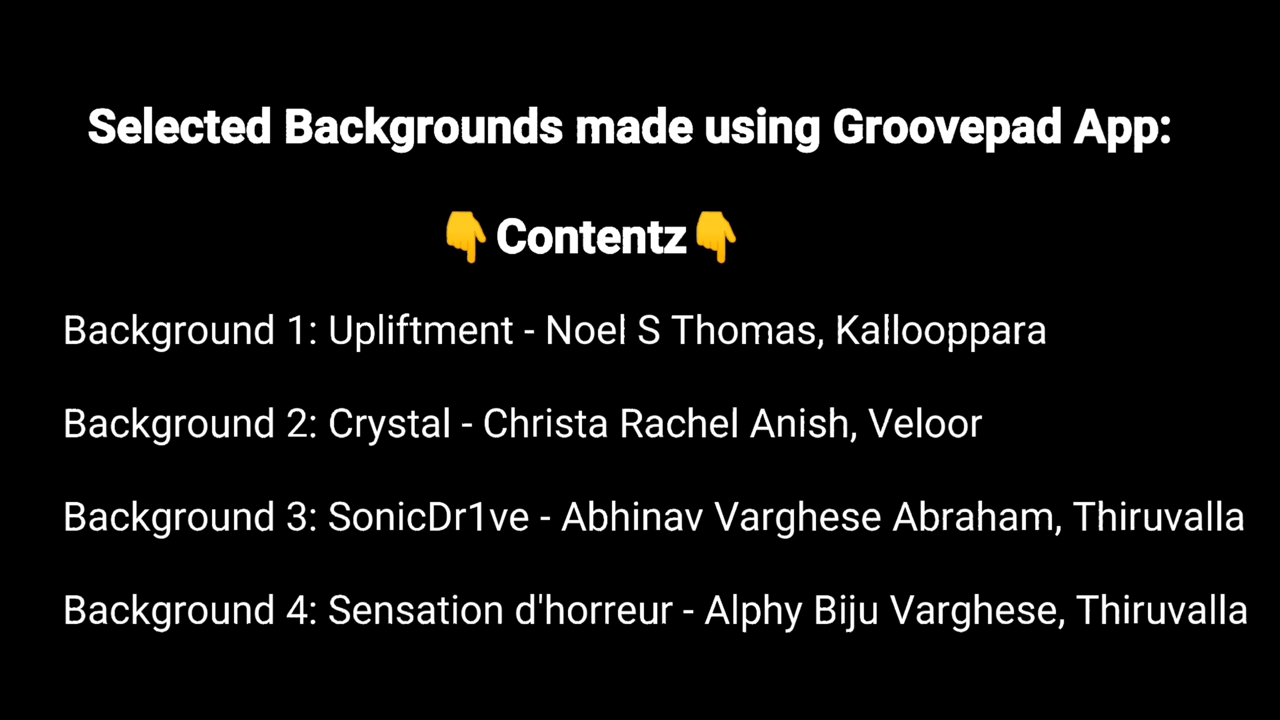 Selected Backgrounds made using Groovepad App:
👇Contentz👇
Background 1: Upliftment - Noel S Thomas, Kallooppara
Background 2: Crystal - Christa Rachel Anish, Veloor
Background 3: SonicDr1ve - Abhinav Varghese Abraham, Thiruvalla
Background 4: Sensation d'horreur - Alphy Biju Varghese, Thiruvalla